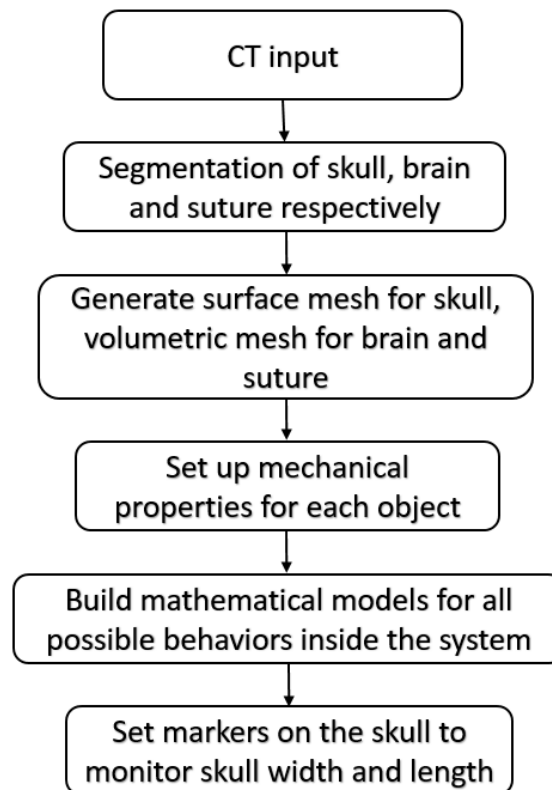 CT input
Segmentation of skull, brain
and suture respectively
Generate surface mesh for skull,
volumetric mesh for brain and
suture
Set up mechanical
properties for each object
Build mathematical models for all
possible behaviors inside the system
Set markers on the skull to
monitor skull width and length